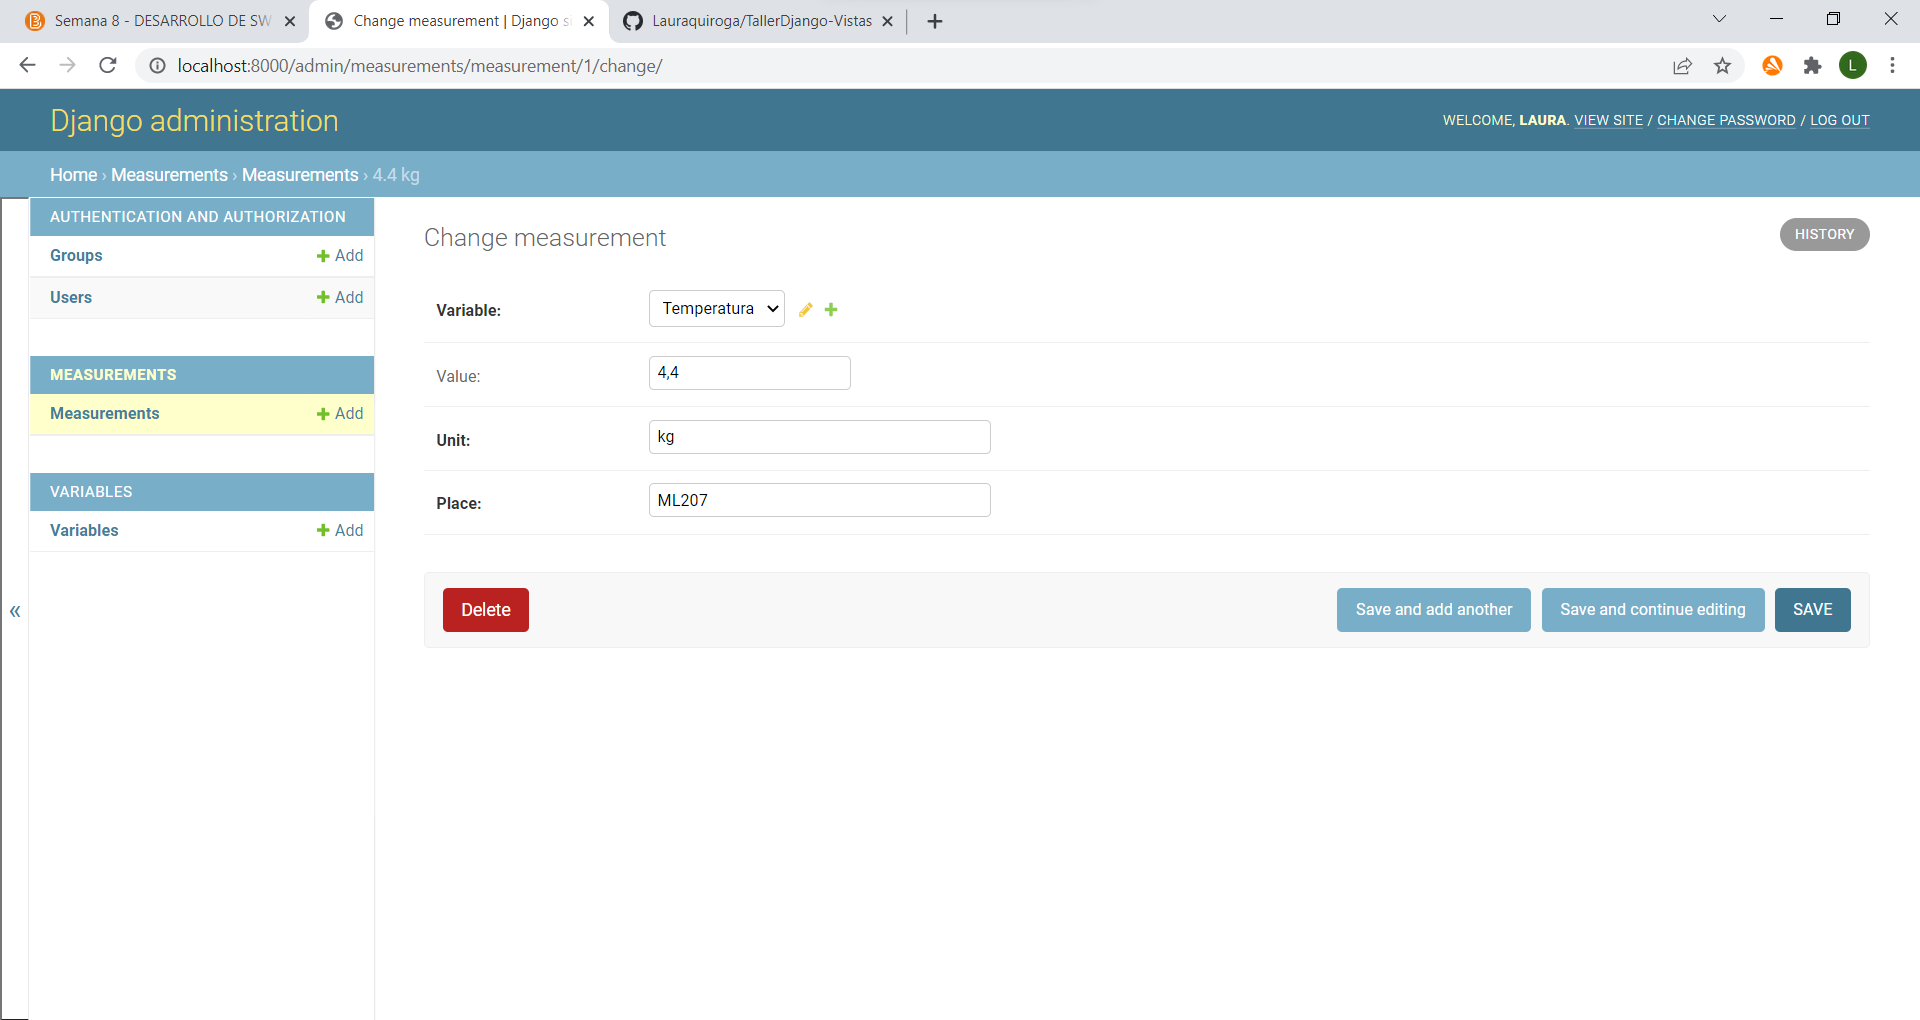 Semana 8 - DESARROLLO DE SW
Change measurement | Django s
Lauraquiroga/TallerDjango-Vistas
localhost:8000/admin/measurements/measurement/1/change/
L
Django administration
WELCOME, LAURA. VIEW SITE / CHANGE PASSWORD / LOG OUT
Home › Measurements › Measurements › 4.4 kg
AUTHENTICATION AND AUTHORIZATION
Groups
Add
Users
Add
MEASUREMENTS
Measurements
Add
VARIABLES
Variables
Add
«
Change measurement
HISTORY
Variable:
Temperatura
Value:
4,4
Unit:
kg
Place:
ML207
Delete
Save and add another
Save and continue editing
SAVE